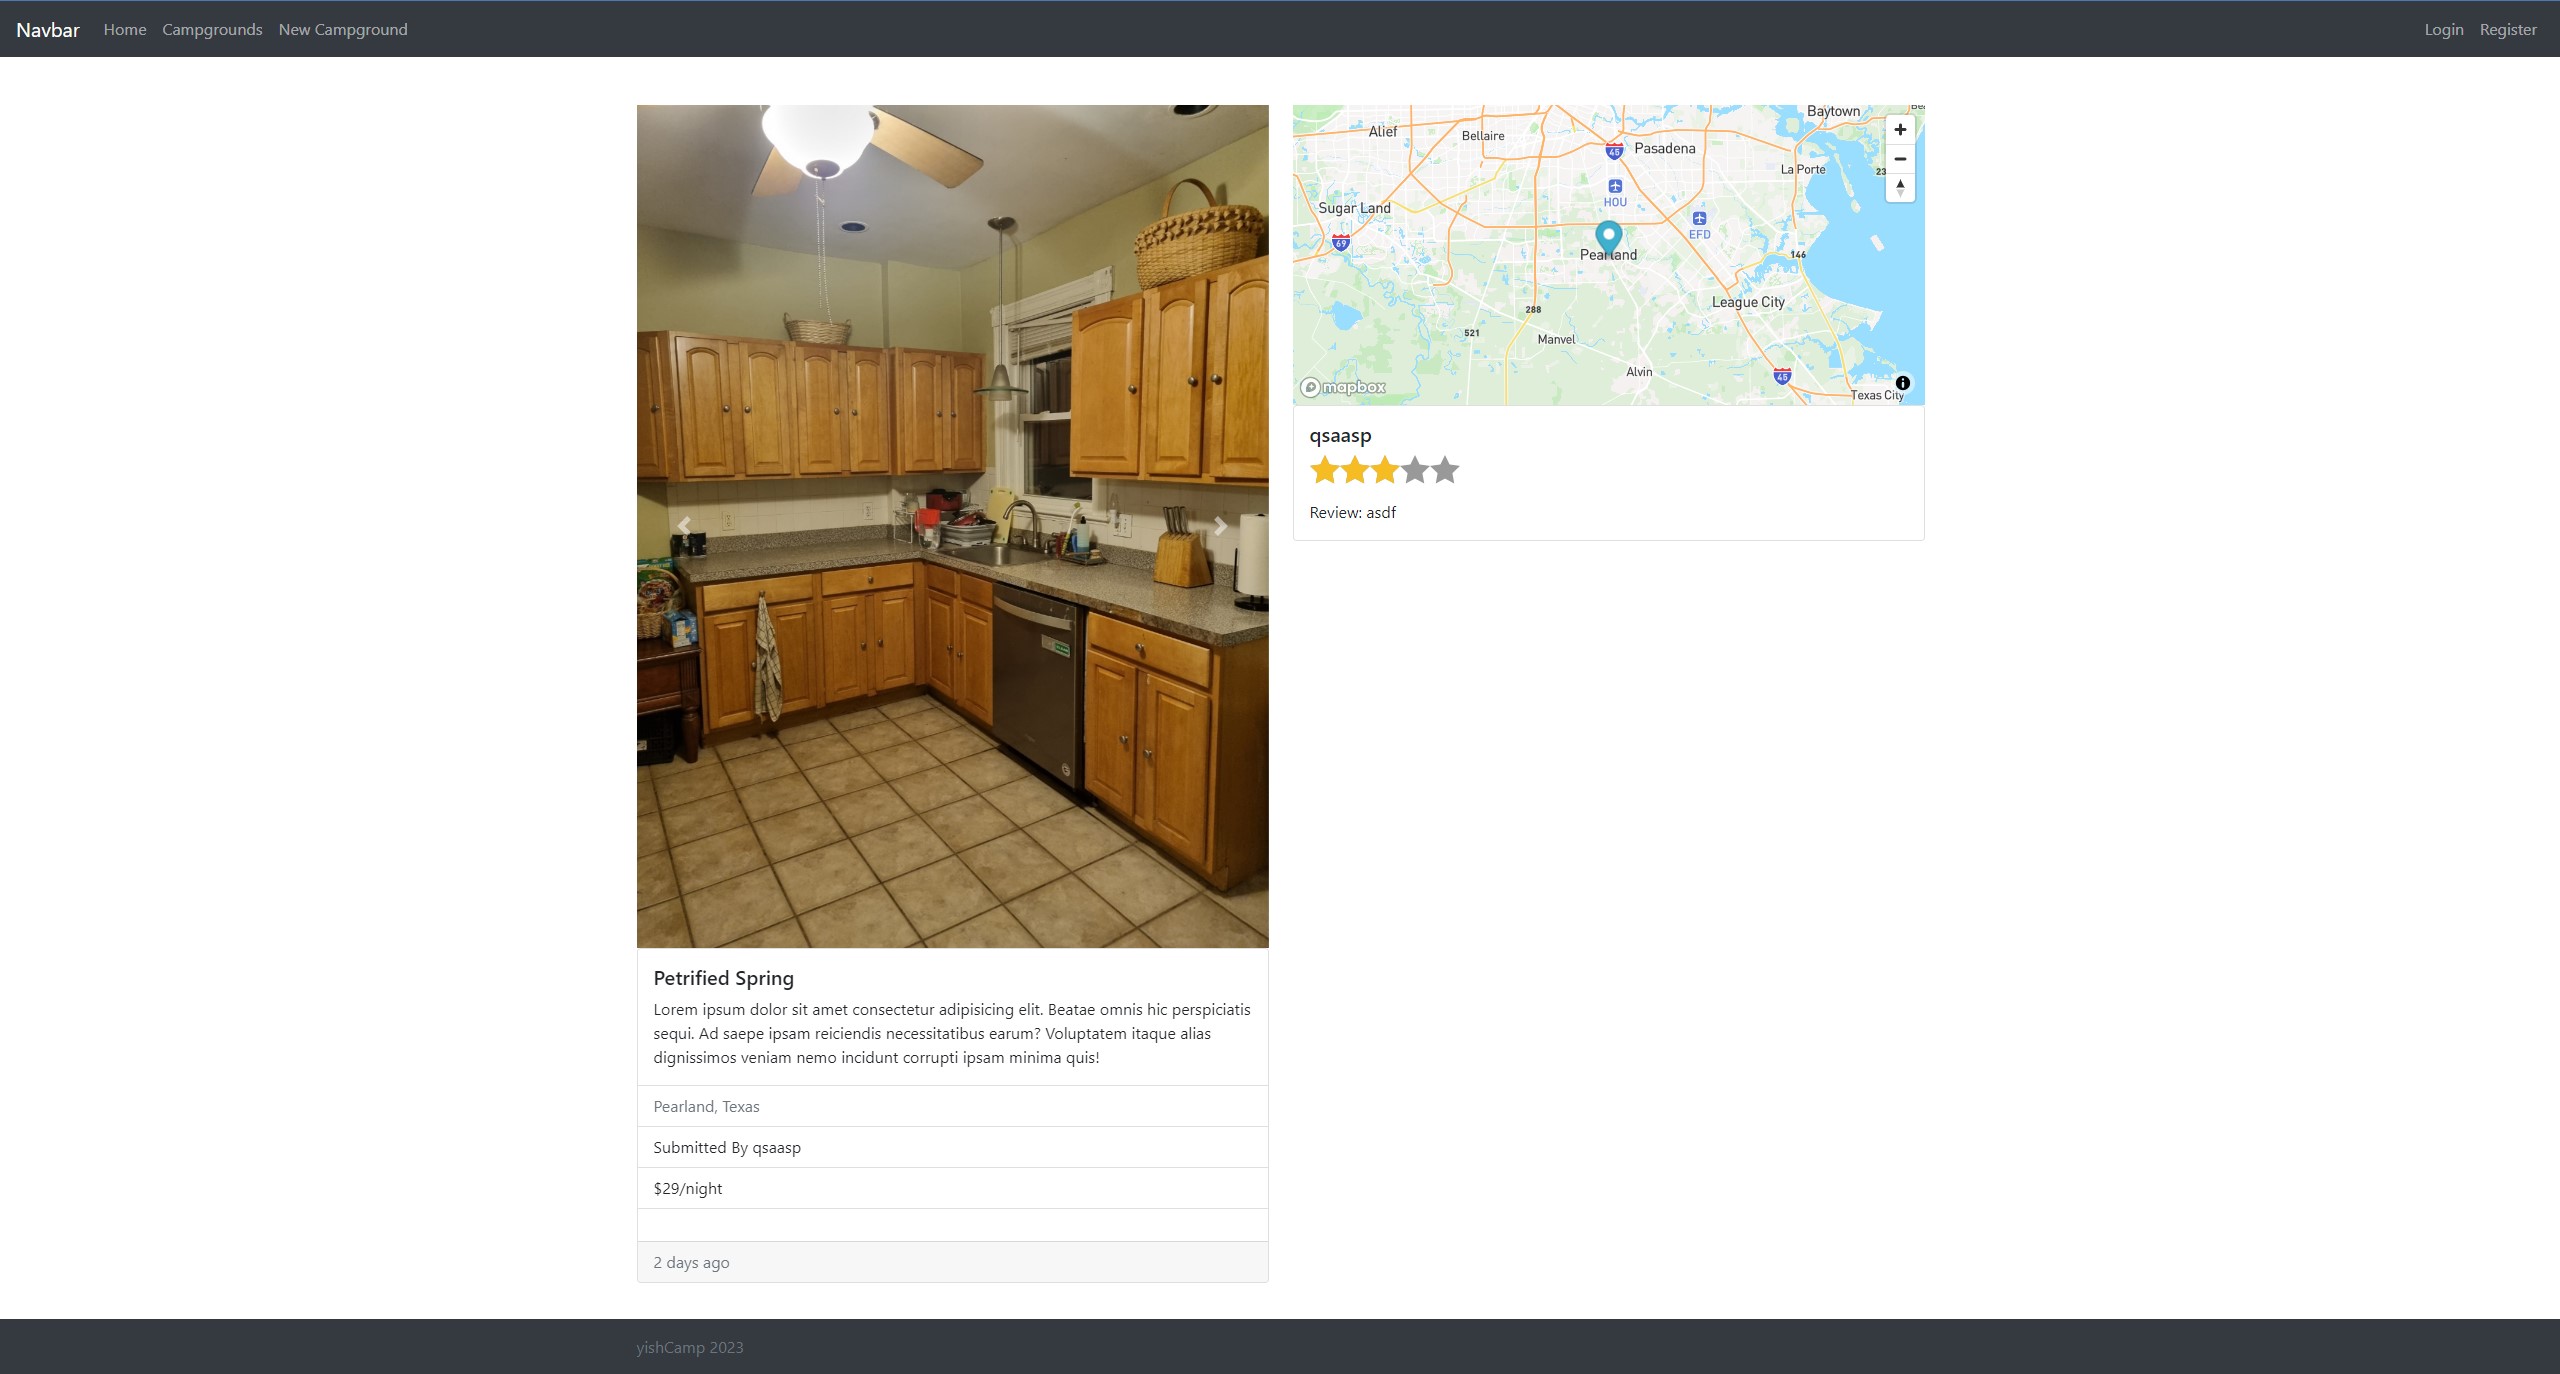 Navbar Home Campgrounds New Campground Login Register
Baytown
Alief
Bellaire
45
Pasadena
La Porte
HOU
Sugar Land
69
EFD
Pearland
146
League City
288
521
Manvel
Alvin
45
mapbox
Texas City
qsaasp
Review: asdf
Petrified Spring
Lorem ipsum dolor sit amet consectetur adipisicing elit. Beatae omnis hic perspiciatis
sequi. Ad saepe ipsam reiciendis necessitatibus earum? Voluptatem itaque alias
dignissimos veniam nemo incidunt corrupti ipsam minima quis!
Pearland, Texas
Submitted By qsaasp
$29/night
2 days ago
yishCamp 2023